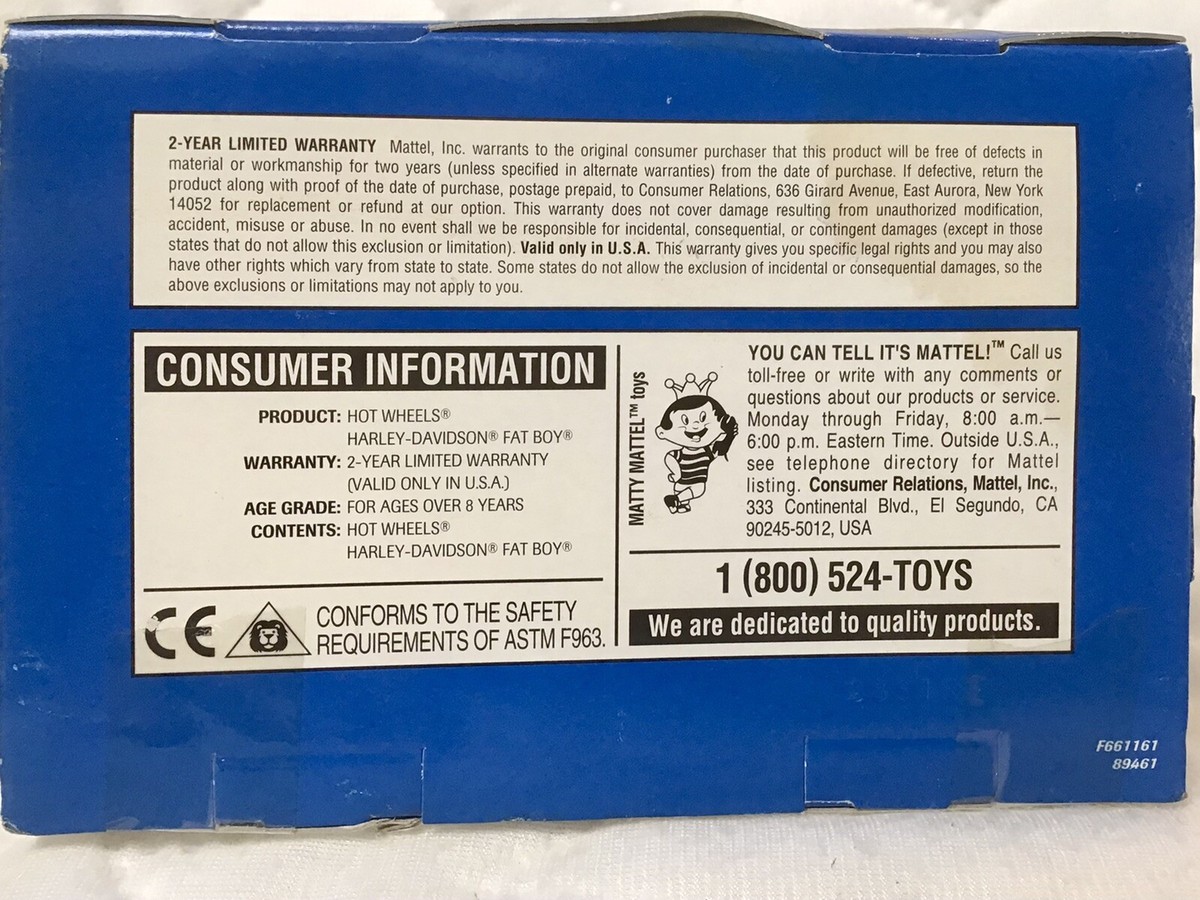 2-YEAR LIMITED WARRANTY Mattel, Inc. warrants to the original consumer purchaser that this product will be free of defects in
material or workmanship for two years (unless specified in alternate warranties) from the date of purchase. If defective, return the
product along with proof of the date of purchase, postage prepaid, to Consumer Relations, 636 Girard Avenue, East Aurora, New York
14052 for replacement or refund at our option. This warranty does not cover damage resulting from unauthorized modification,
accident, misuse or abuse. In no event shall we be responsible for incidental, consequential, or contingent damages (except in those
states that do not allow this exclusion or limitation). Valid only in U.S.A. This warranty gives you specific legal rights and you may also
have other rights which vary from state to state. Some states do not allow the exclusion of incidental or consequential damages, so the
above exclusions or limitations may not apply to you.
CONSUMER INFORMATION
PRODUCT: HOT WHEELS®
HARLEY-DAVIDSON® FAT BOY®
WARRANTY: 2-YEAR LIMITED WARRANTY
(VALID ONLY IN U.S.A.)
AGE GRADE: FOR AGES OVER 8 YEARS
CONTENTS: HOT WHEELS®
HARLEY-DAVIDSON® FAT BOY®
CE
CONFORMS TO THE SAFETY
REQUIREMENTS OF ASTM F963.
MATTY MATTEL™ toys
YOU CAN TELL IT'S MATTEL!™ Call us
toll-free or write with any comments or
questions about our products or service.
Monday through Friday, 8:00 a.m.—
6:00 p.m. Eastern Time. Outside U.S.A.,
see telephone directory for Mattel
listing. Consumer Relations, Mattel, Inc.,
333 Continental Blvd., El Segundo, CA
90245-5012, USA
1 (800) 524-TOYS
We are dedicated to quality products.
F661161
89461